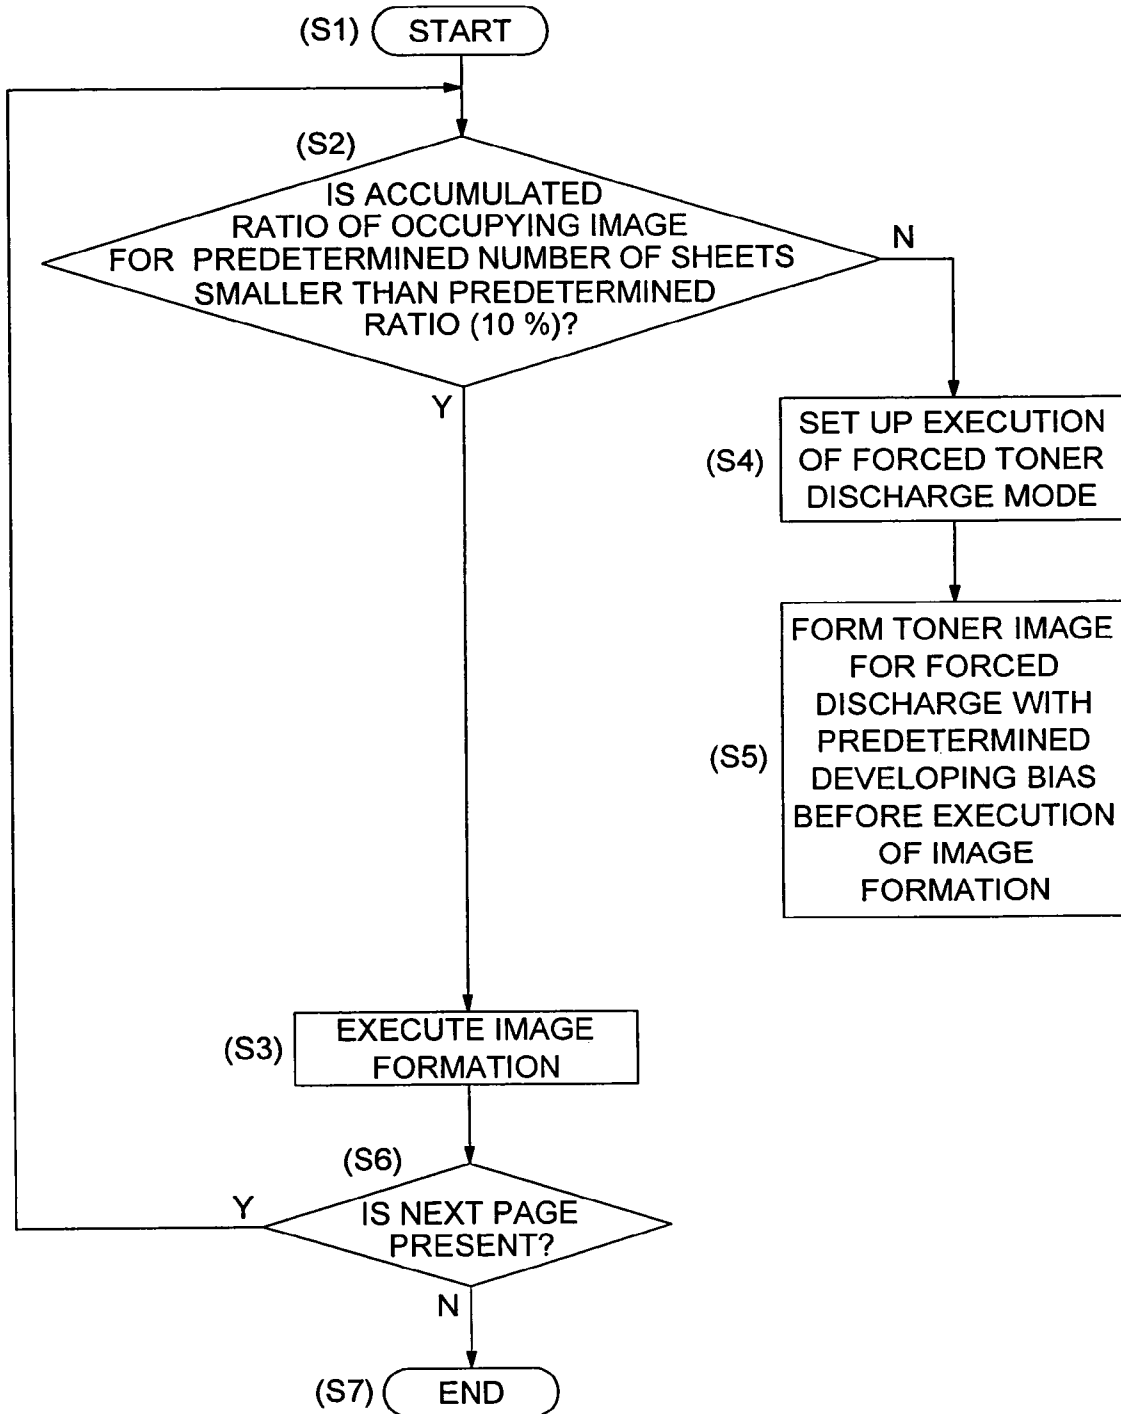 (S1) START
(S2)
IS ACCUMULATED
RATIO OF OCCUPYING IMAGE
FOR PREDETERMINED NUMBER OF SHEETS
SMALLER THAN PREDETERMINED
RATIO (10 %)?
N
Y
(S4)
SET UP EXECUTION
OF FORCED TONER
DISCHARGE MODE
(S5)
FORM TONER IMAGE
FOR FORCED
DISCHARGE WITH
PREDETERMINED
DEVELOPING BIAS
BEFORE EXECUTION
OF IMAGE
FORMATION
(S3)
EXECUTE IMAGE
FORMATION
(S6)
Y
IS NEXT PAGE
PRESENT?
N
(S7) END